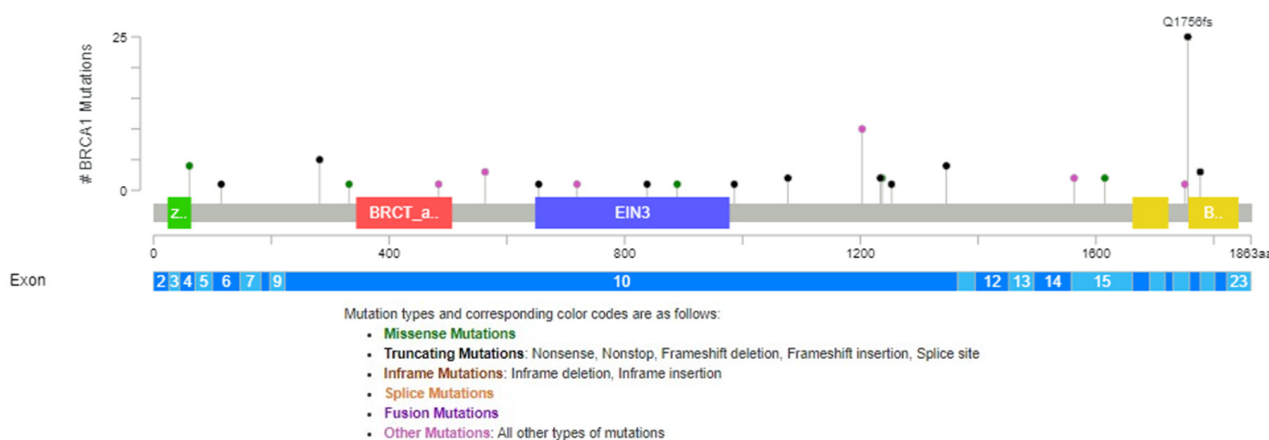 Q1756fs
25
# BRCA1 Mutations
0
z..
BRCT_a..
EIN3
B..
0
400
800
1200
1600
1863aa
Exon
2
3
4
5
6
7
9
10
12
13
14
15
23
Mutation types and corresponding color codes are as follows:
• Missense Mutations
• Truncating Mutations: Nonsense, Nonstop, Frameshift deletion, Frameshift insertion, Splice site
• Inframe Mutations: Inframe deletion, Inframe insertion
• Splice Mutations
• Fusion Mutations
• Other Mutations: All other types of mutations